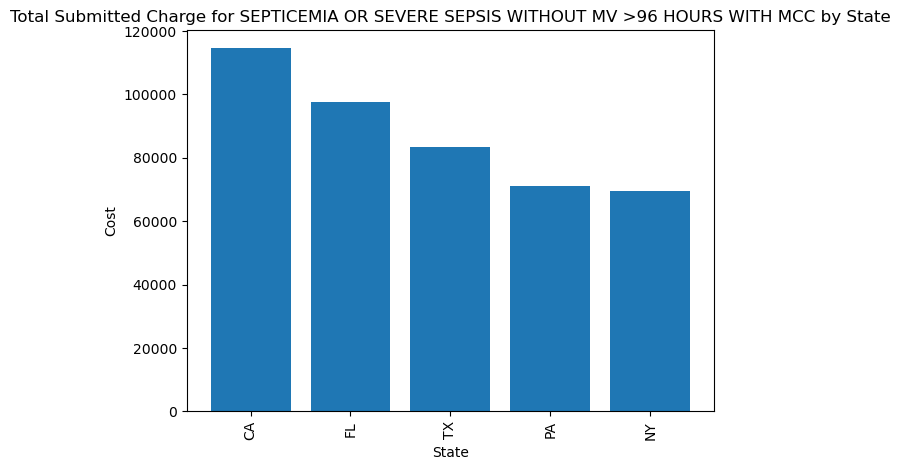 Total Submitted Charge for SEPTICEMIA OR SEVERE SEPSIS WITHOUT MV >96 HOURS WITH MCC by State
120000
100000
80000
60000
40000
20000
0
Cost
CA
FL
TX
PA
NY
State